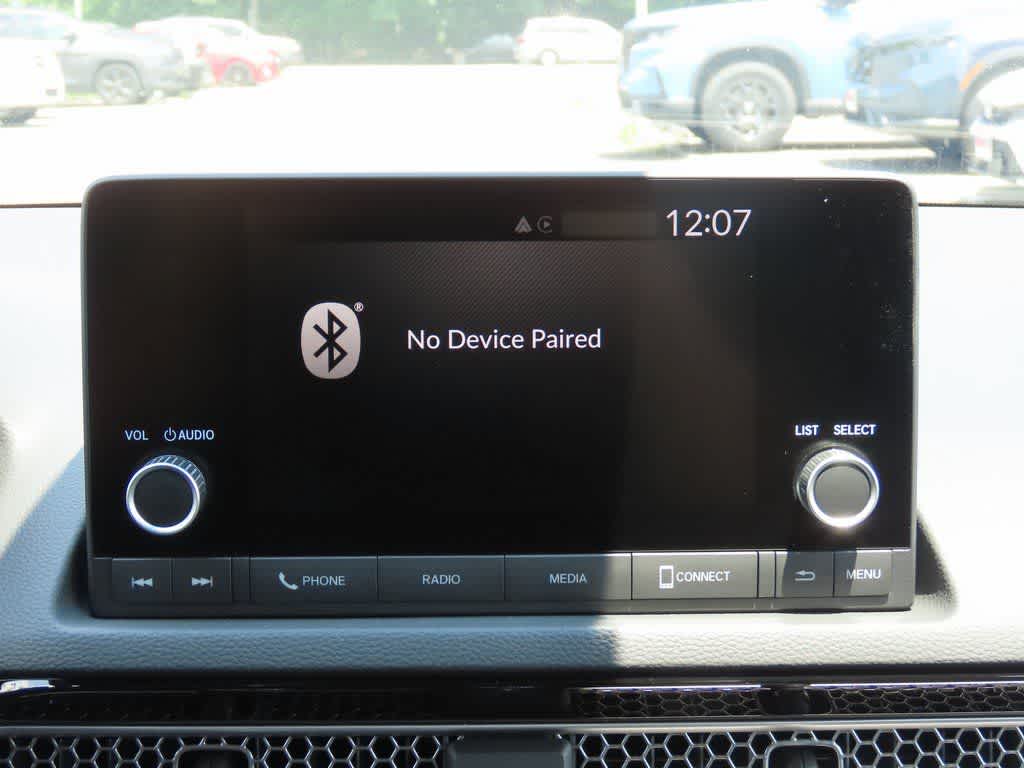 12:07
®
No Device Paired
VOL AUDIO
LIST SELECT
PHONE RADIO MEDIA CONNECT MENU